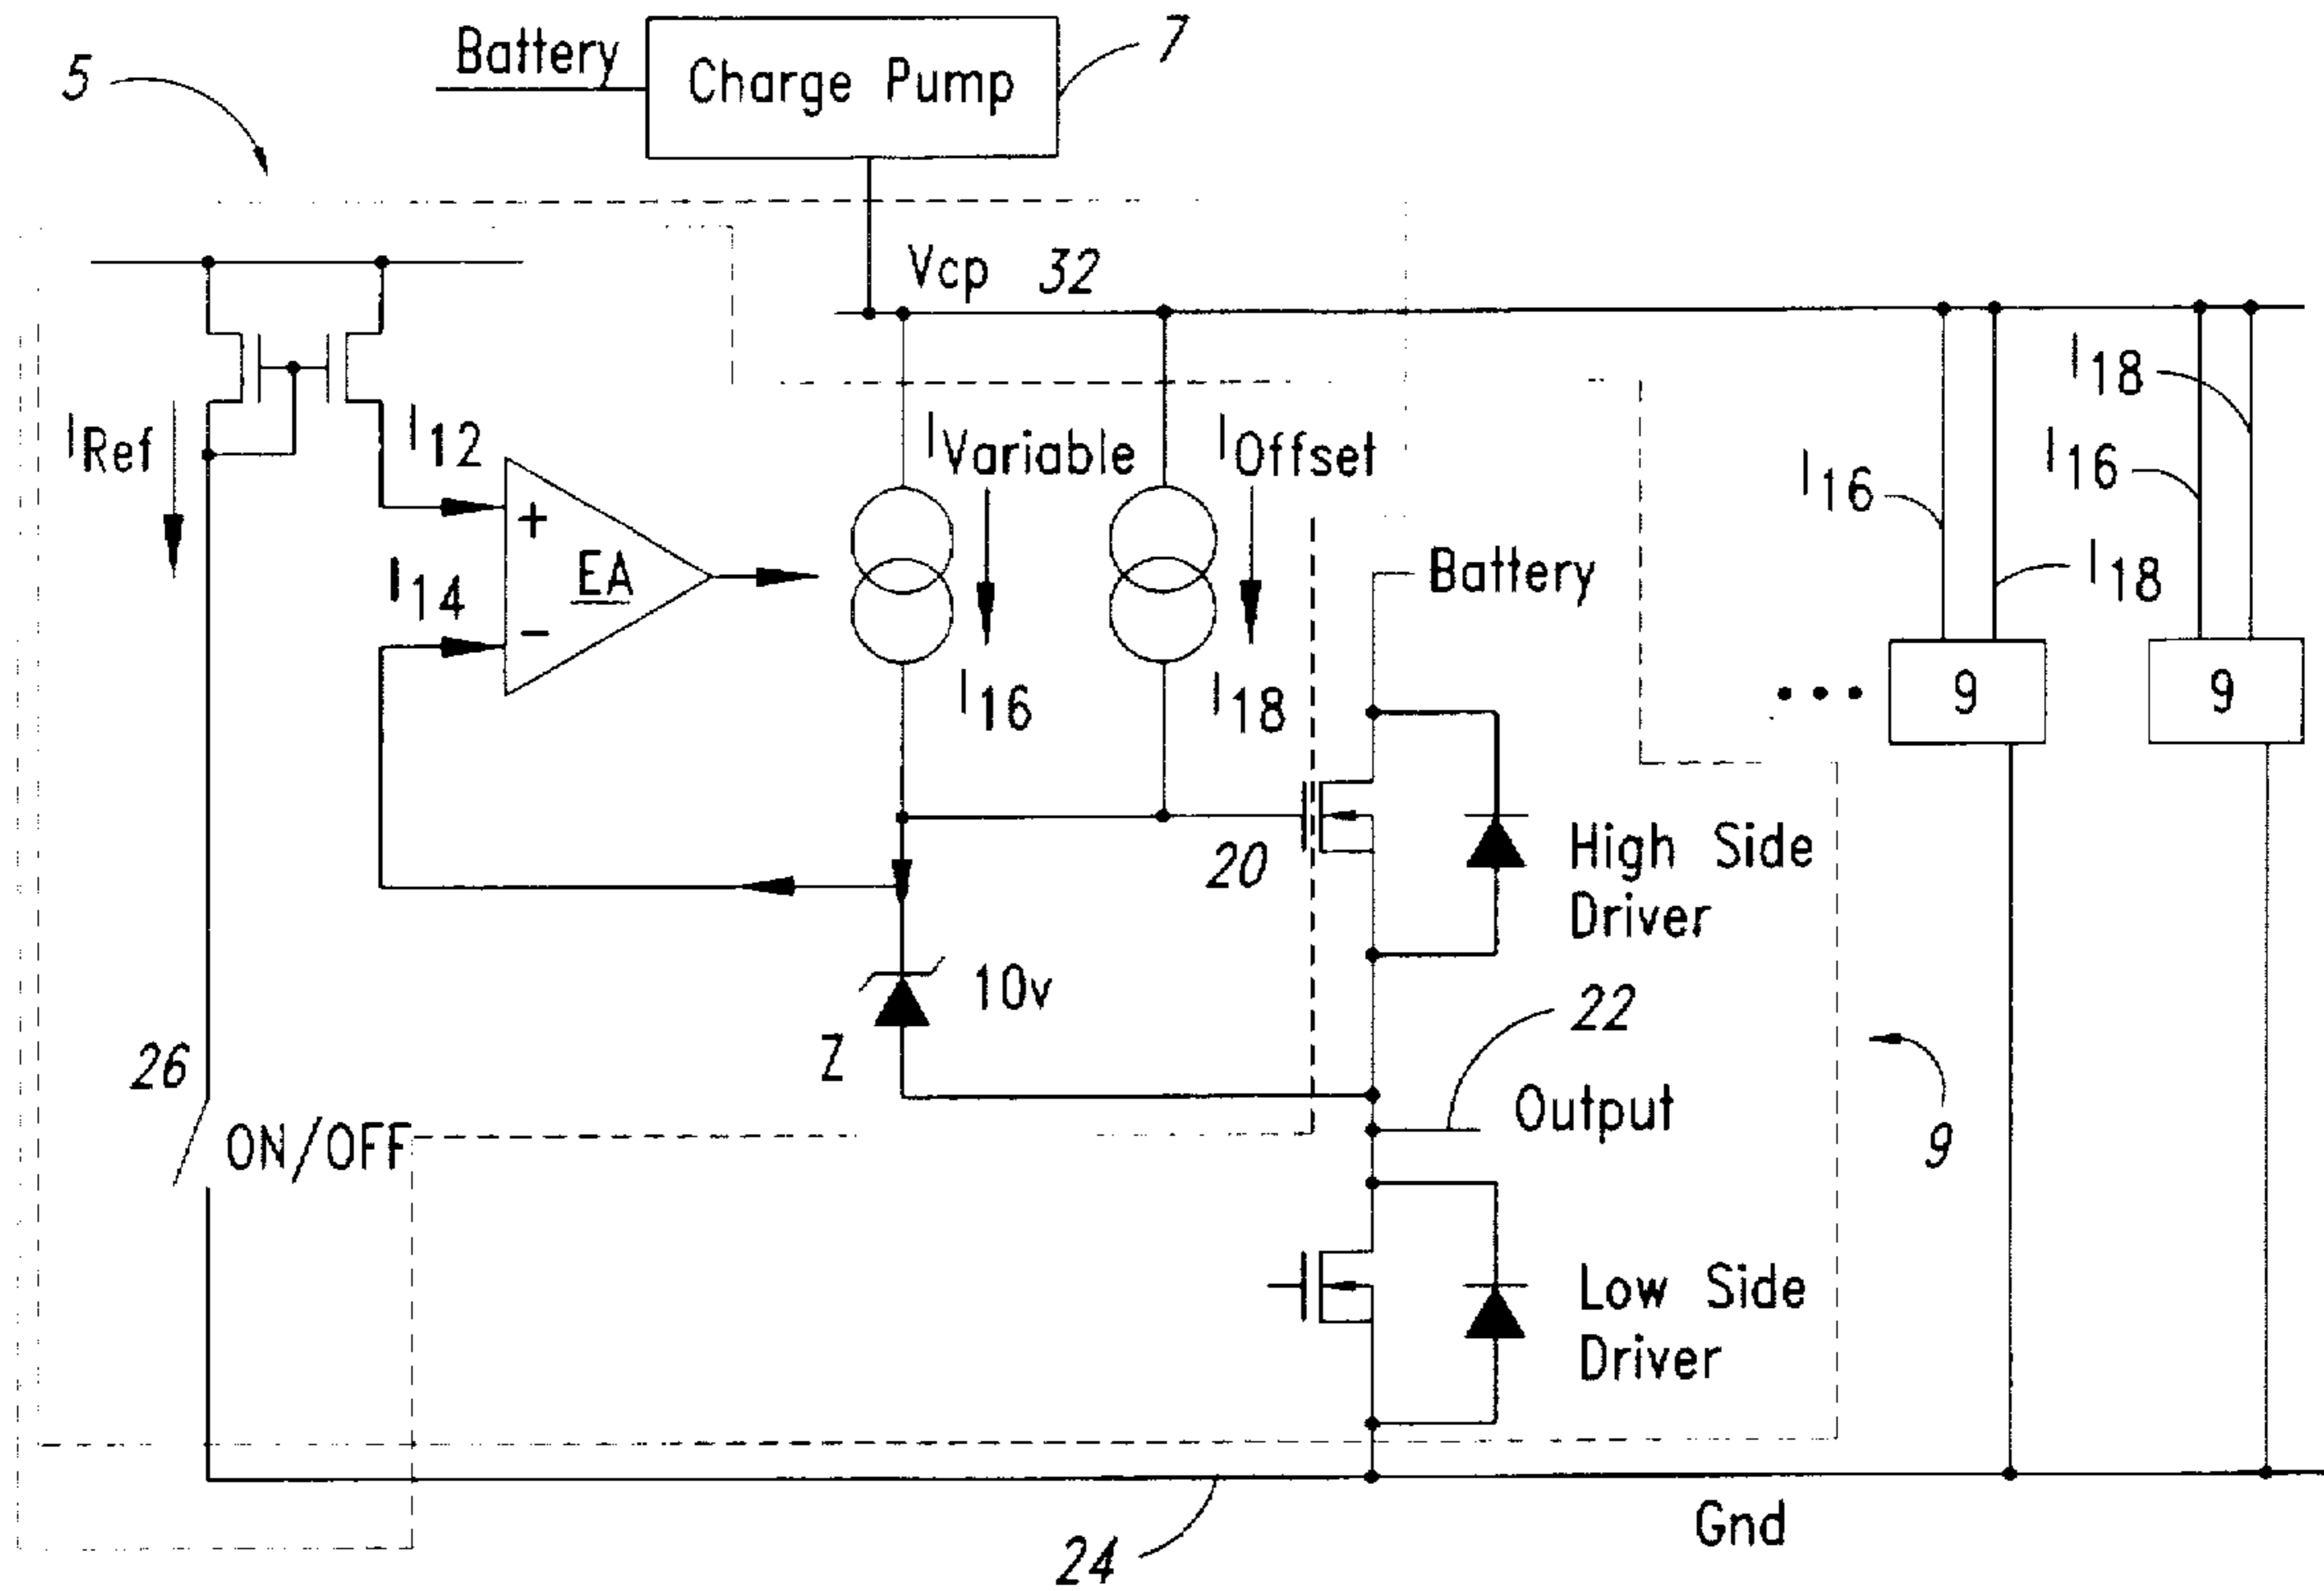 Battery
Charge Pump
7
5
Vcp 32
IRef
I12
IVariable
IOffset
I18
I16
I16
I18
+
EA
-
I14
Battery
I16
I18
9
9
20
High Side
Driver
10v
Z
22
Output
26
ON/OFF
9
Low Side
Driver
Gnd
24